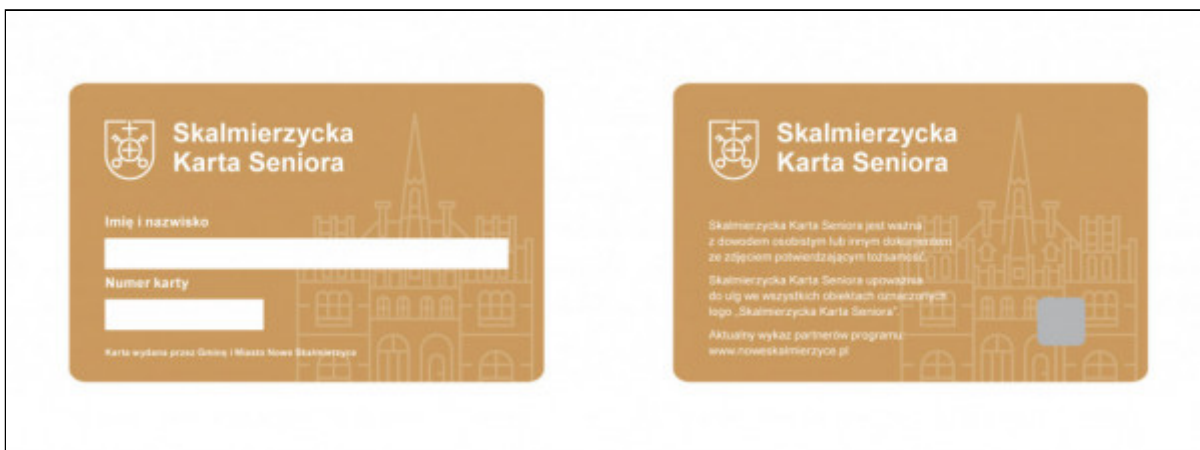 Skalmierzycka
Karta Seniora
Imię i nazwisko
Numer karty
Karta wydana przez Gminę i Miasto Nowe Skalmierzyce
Skalmierzycka
Karta Seniora
Skalmierzycka Karta Seniora jest ważna
z dowodem osobistym lub innym dokumentem
ze zdjęciem potwierdzającym tożsamość.
Skalmierzycka Karta Seniora upoważnia
do ulg we wszystkich obiektach oznaczonych
logo „Skalmierzycka Karta Seniora”.
Aktualny wykaz partnerów programu:
www.noweskalmierzyce.pl